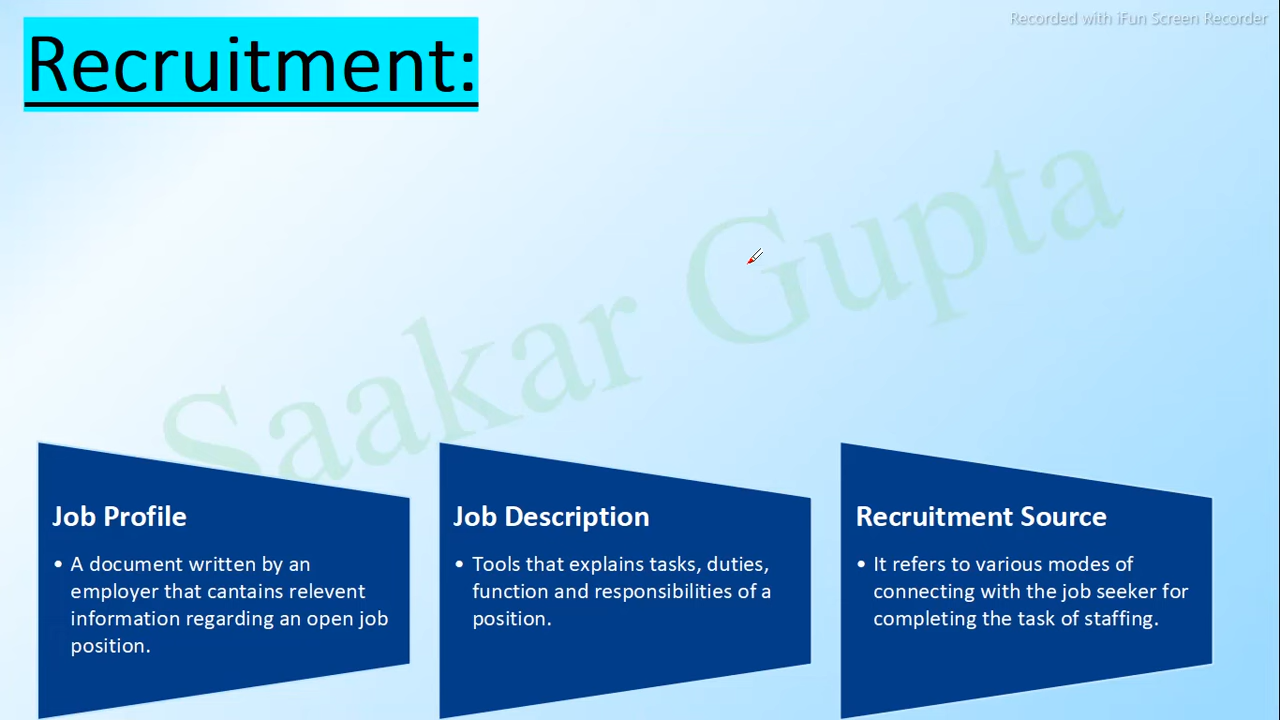 Recorded with iFun Screen Recorder
Recruitment:
Saakar Gupta
Job Profile
• A document written by an
employer that cantains relevent
information regarding an open job
position.
Job Description
• Tools that explains tasks, duties,
function and responsibilities of a
position.
Recruitment Source
• It refers to various modes of
connecting with the job seeker for
completing the task of staffing.